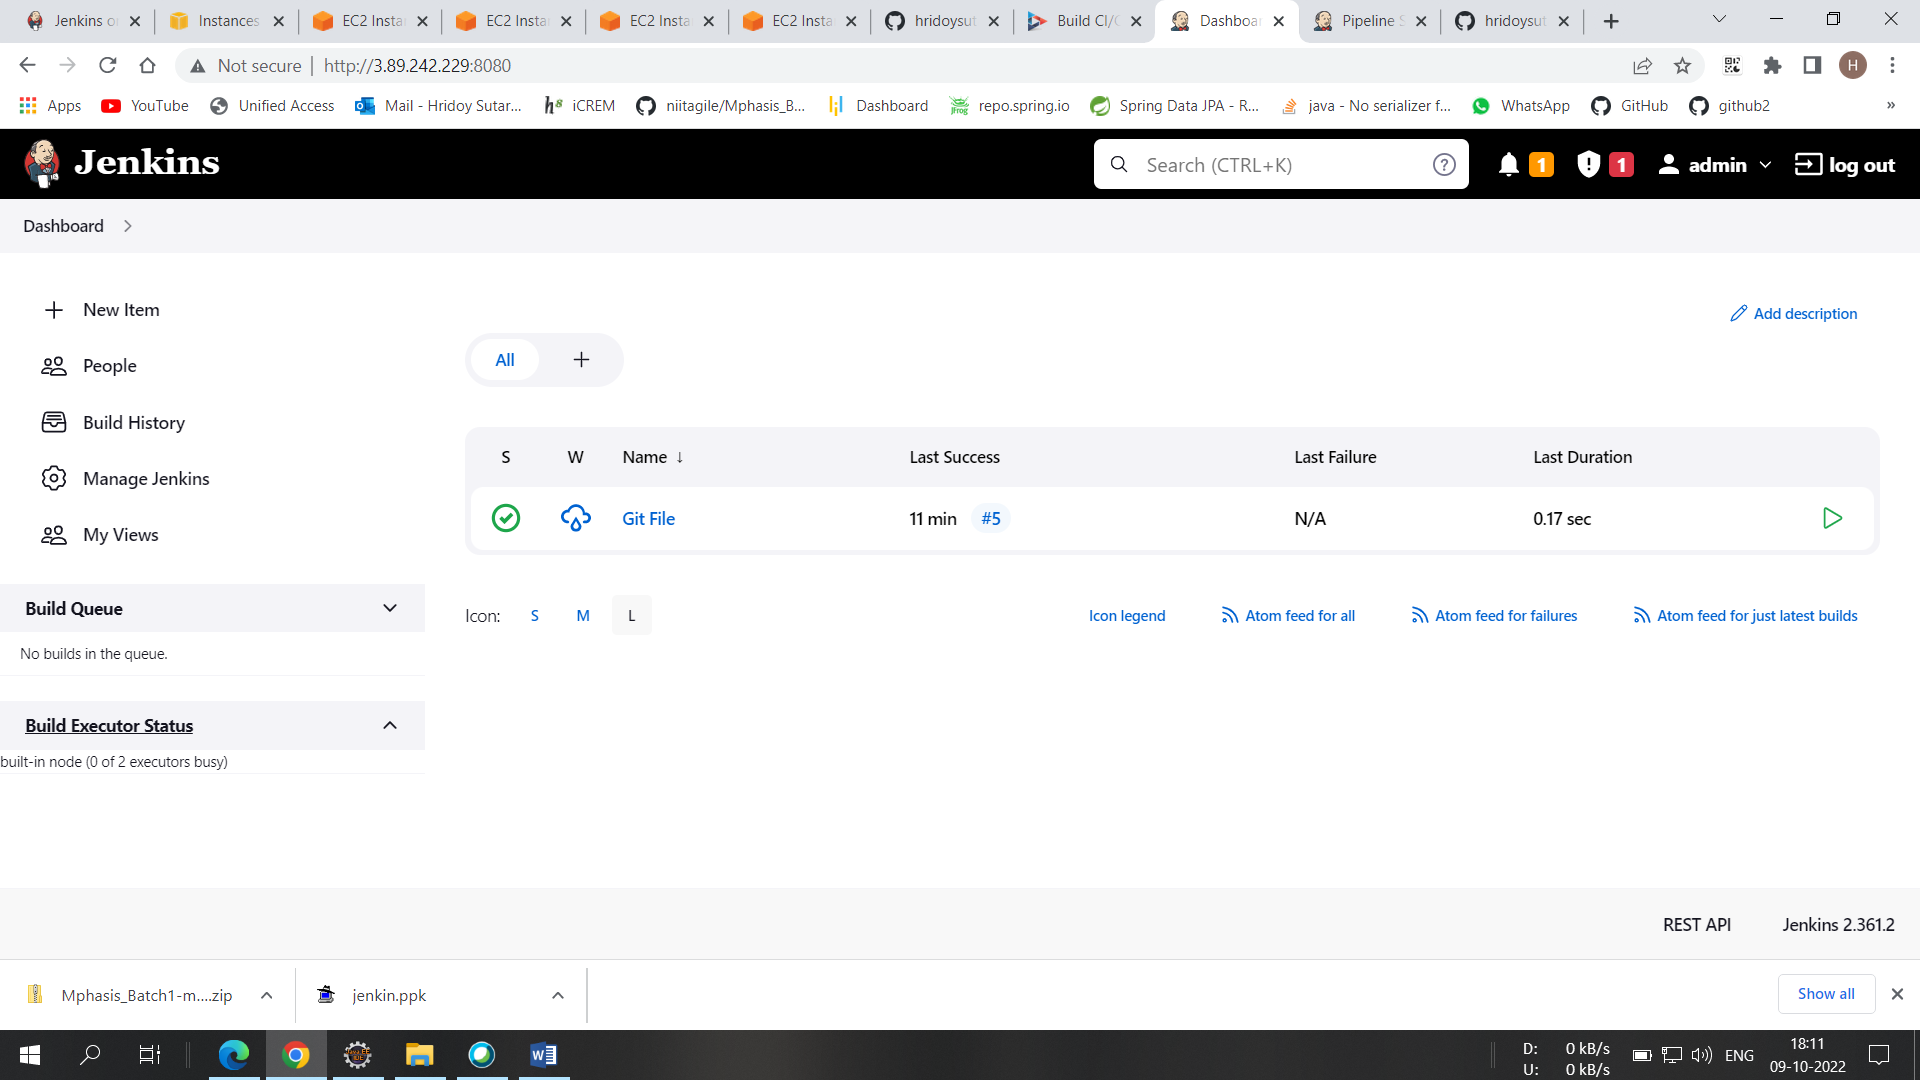 Jenkins on
Instances
EC2 Insta
EC2 Insta
EC2 Insta
EC2 Insta
hridoysut
Build CI/C
Dashboar
Pipeline S
hridoysut
Not secure | http://3.89.242.229:8080
H
Apps
YouTube
Unified Access
Mail - Hridoy Sutar...
iCREM
niitagile/Mphasis_B...
Dashboard
repo.spring.io
Spring Data JPA - R...
java - No serializer f...
WhatsApp
GitHub
github2
»
Jenkins
Search (CTRL+K)
1
1
admin
log out
Dashboard
New Item
People
Build History
Manage Jenkins
My Views
Build Queue
No builds in the queue.
Build Executor Status
built-in node (0 of 2 executors busy)
Add description
All
S W Name ↓ Last Success Last Failure Last Duration
Git File 11 min #5 N/A 0.17 sec
Icon: S M L
Icon legend
Atom feed for all
Atom feed for failures
Atom feed for just latest builds
REST API
Jenkins 2.361.2
Mphasis_Batch1-m....zip
jenkin.ppk
Show all
D: 0 kB/s
U: 0 kB/s
ENG
18:11
09-10-2022